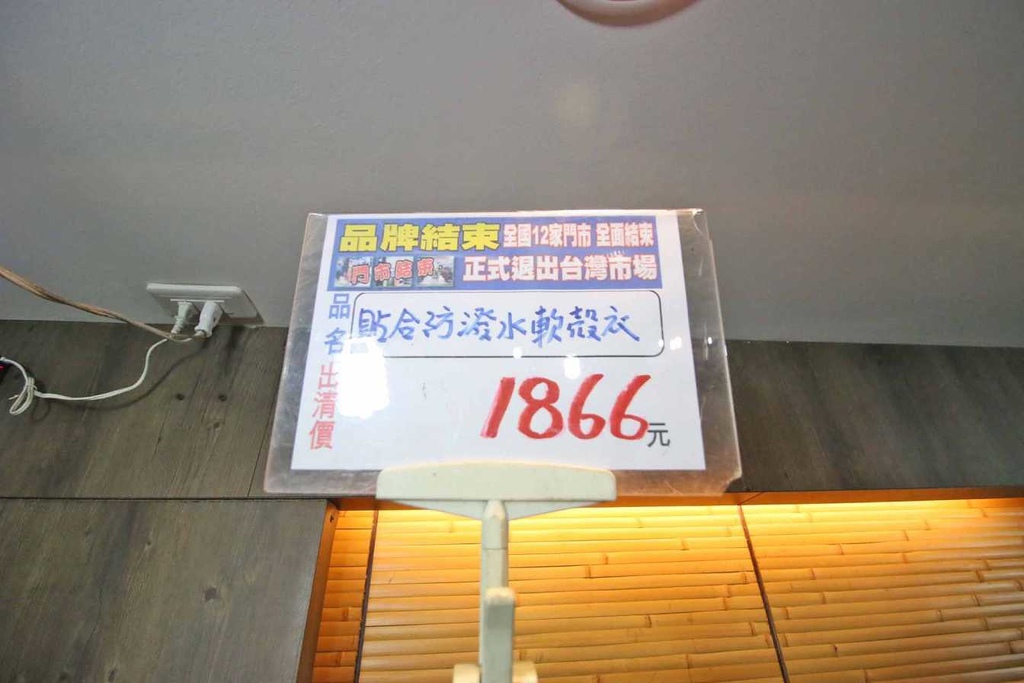 品牌結束 全國12家門市 全面結束
門市結束 正式退出台灣市場
品名 貼合防潑水軟殼衣
出清價 1866元